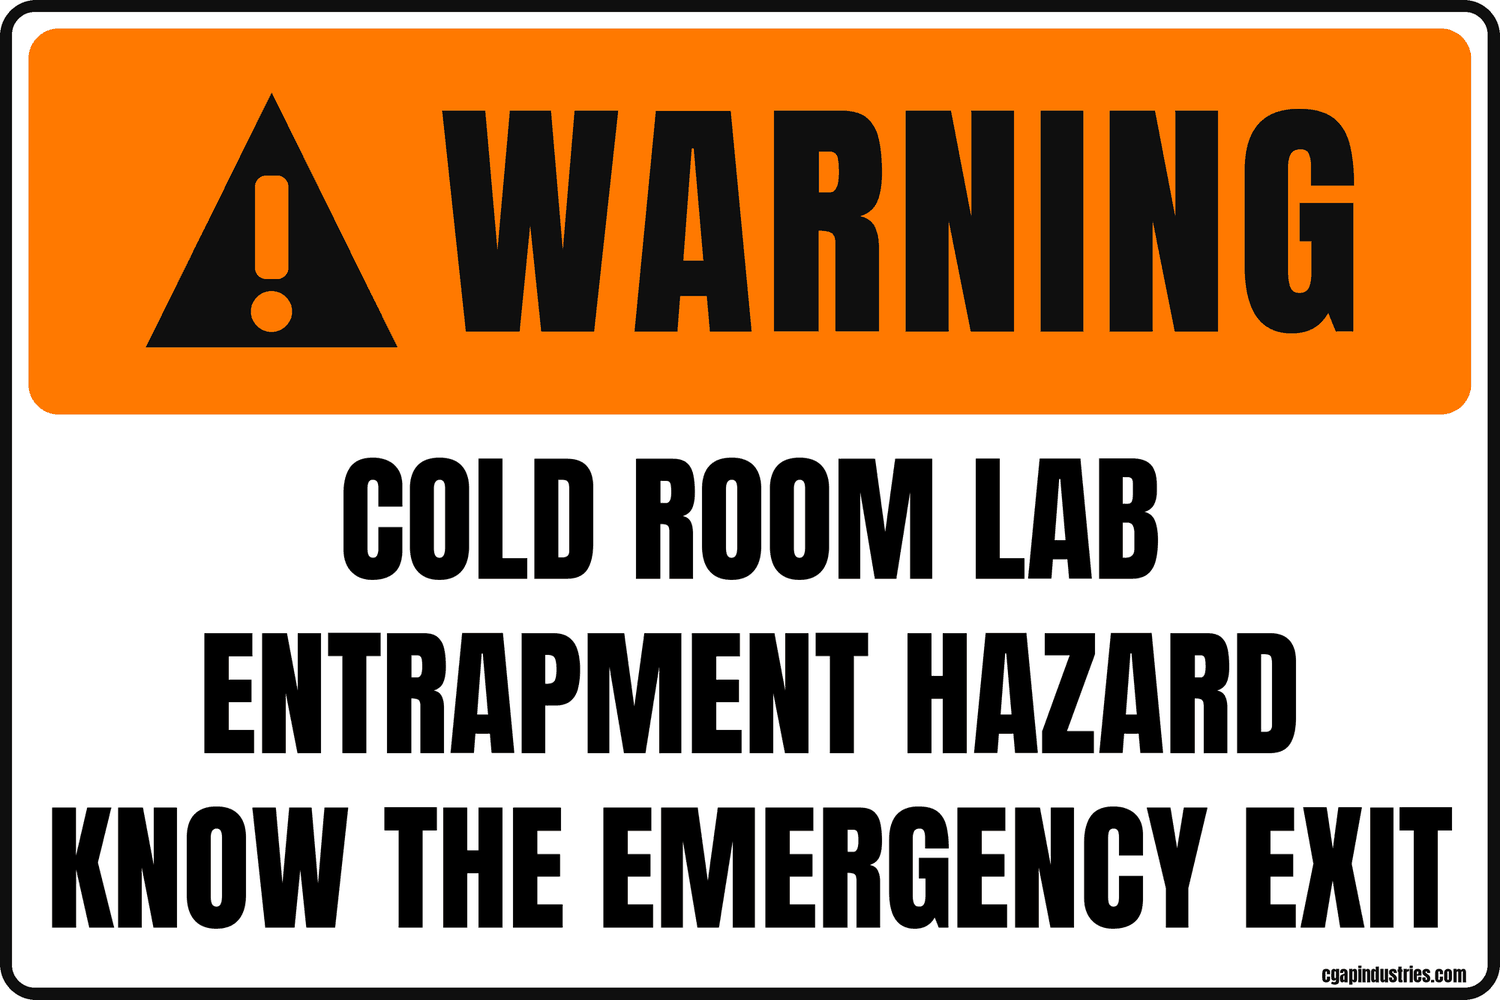 WARNING
COLD ROOM LAB
ENTRAPMENT HAZARD
KNOW THE EMERGENCY EXIT
cgapindustries.com